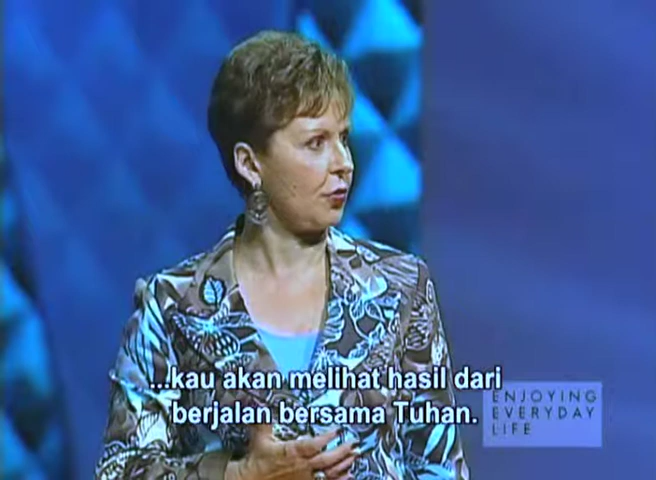 ...kau akan melihat hasil dari
berjalan bersama Tuhan.
ENJOYING
EVERYDAY
LIFE